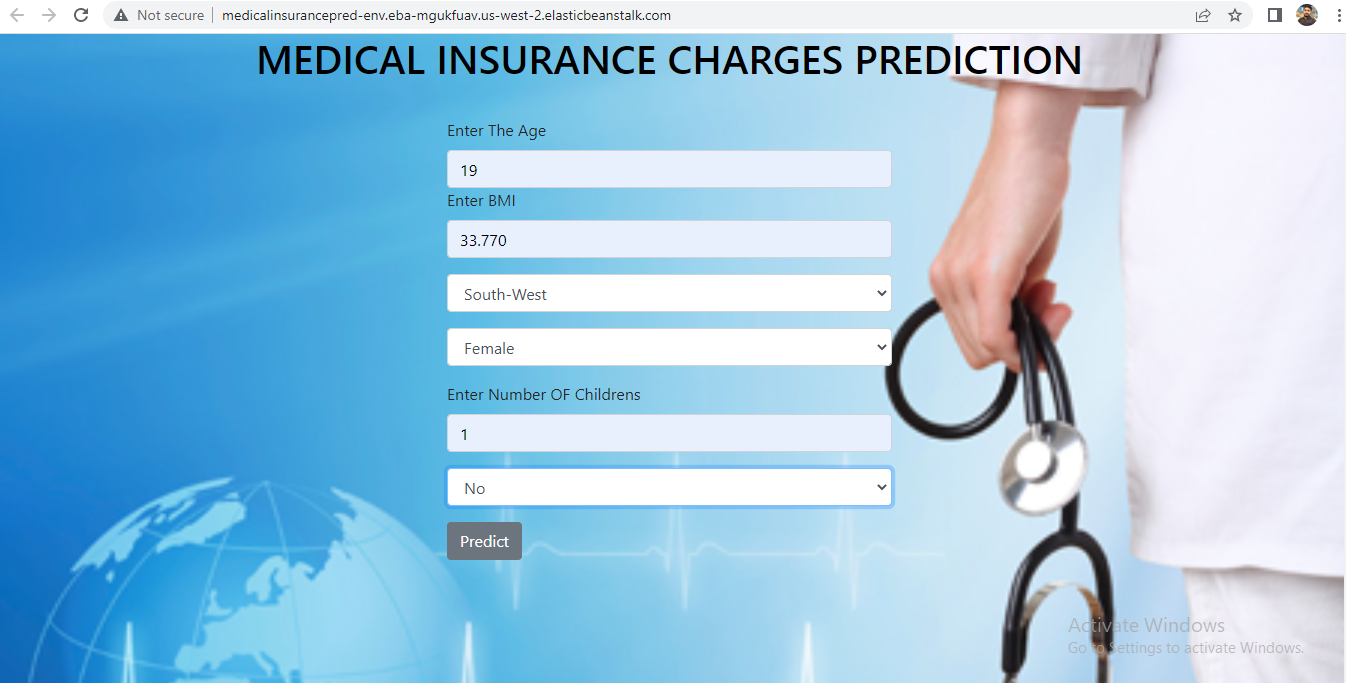 Not secure medicalinsurancepred-env.eba-mgukfuav.us-west-2.elasticbeanstalk.com
MEDICAL INSURANCE CHARGES PREDICTION
Enter The Age
19
Enter BMI
33.770
South-West
Female
Enter Number OF Childrens
1
No
Predict
Activate Windows
Go to Settings to activate Windows.